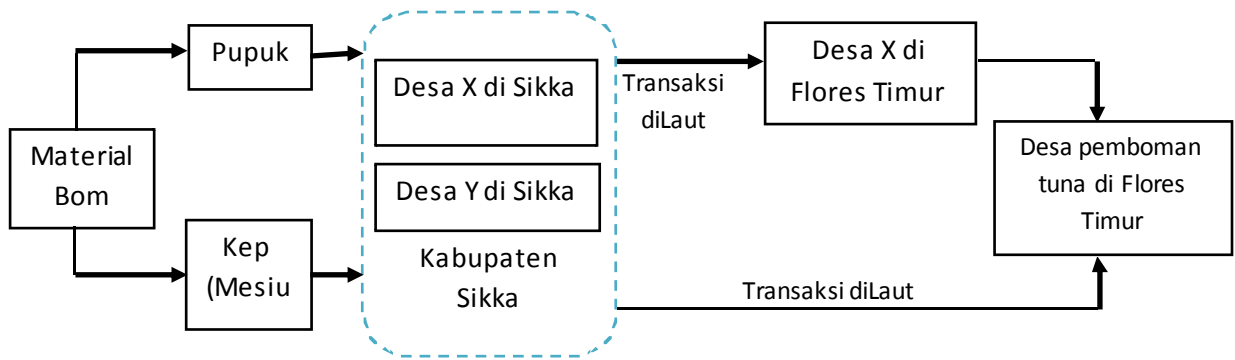 Material
Bom
Pupuk
Kep
(Mesiu
Desa X di Sikka
Desa Y di Sikka
Kabupaten
Sikka
Transaksi
diLaut
Desa X di
Flores Timur
Transaksi diLaut
Desa pemboman
tuna di Flores
Timur